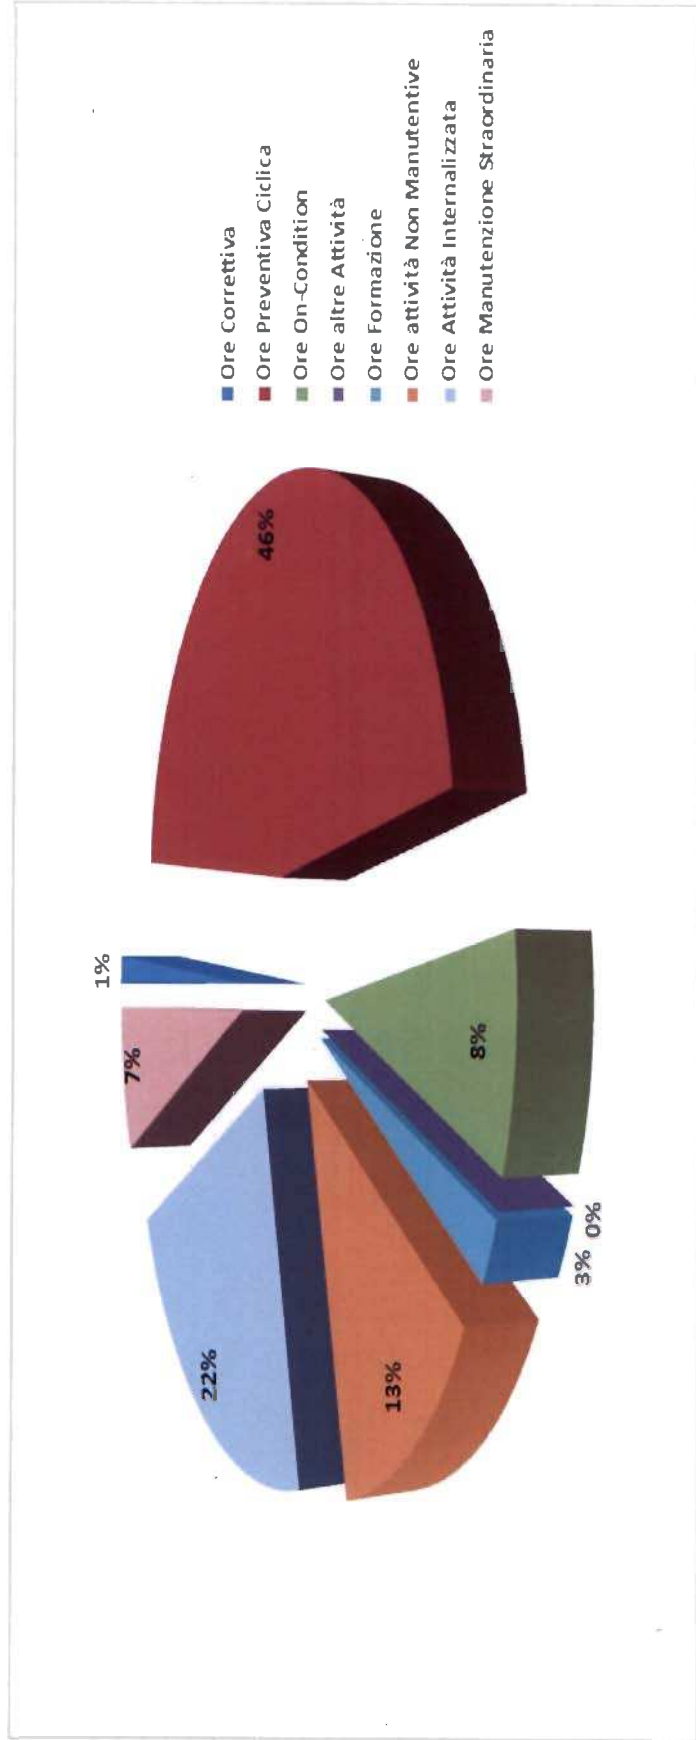 1%
7%
46%
22%
13%
8%
3%
0%
Ore Correttiva
Ore Preventiva Ciclica
Ore On-Condition
Ore altre Attività
Ore Formazione
Ore attività Non Manutentive
Ore Attività Internalizzata
Ore Manutenzione Straordinaria